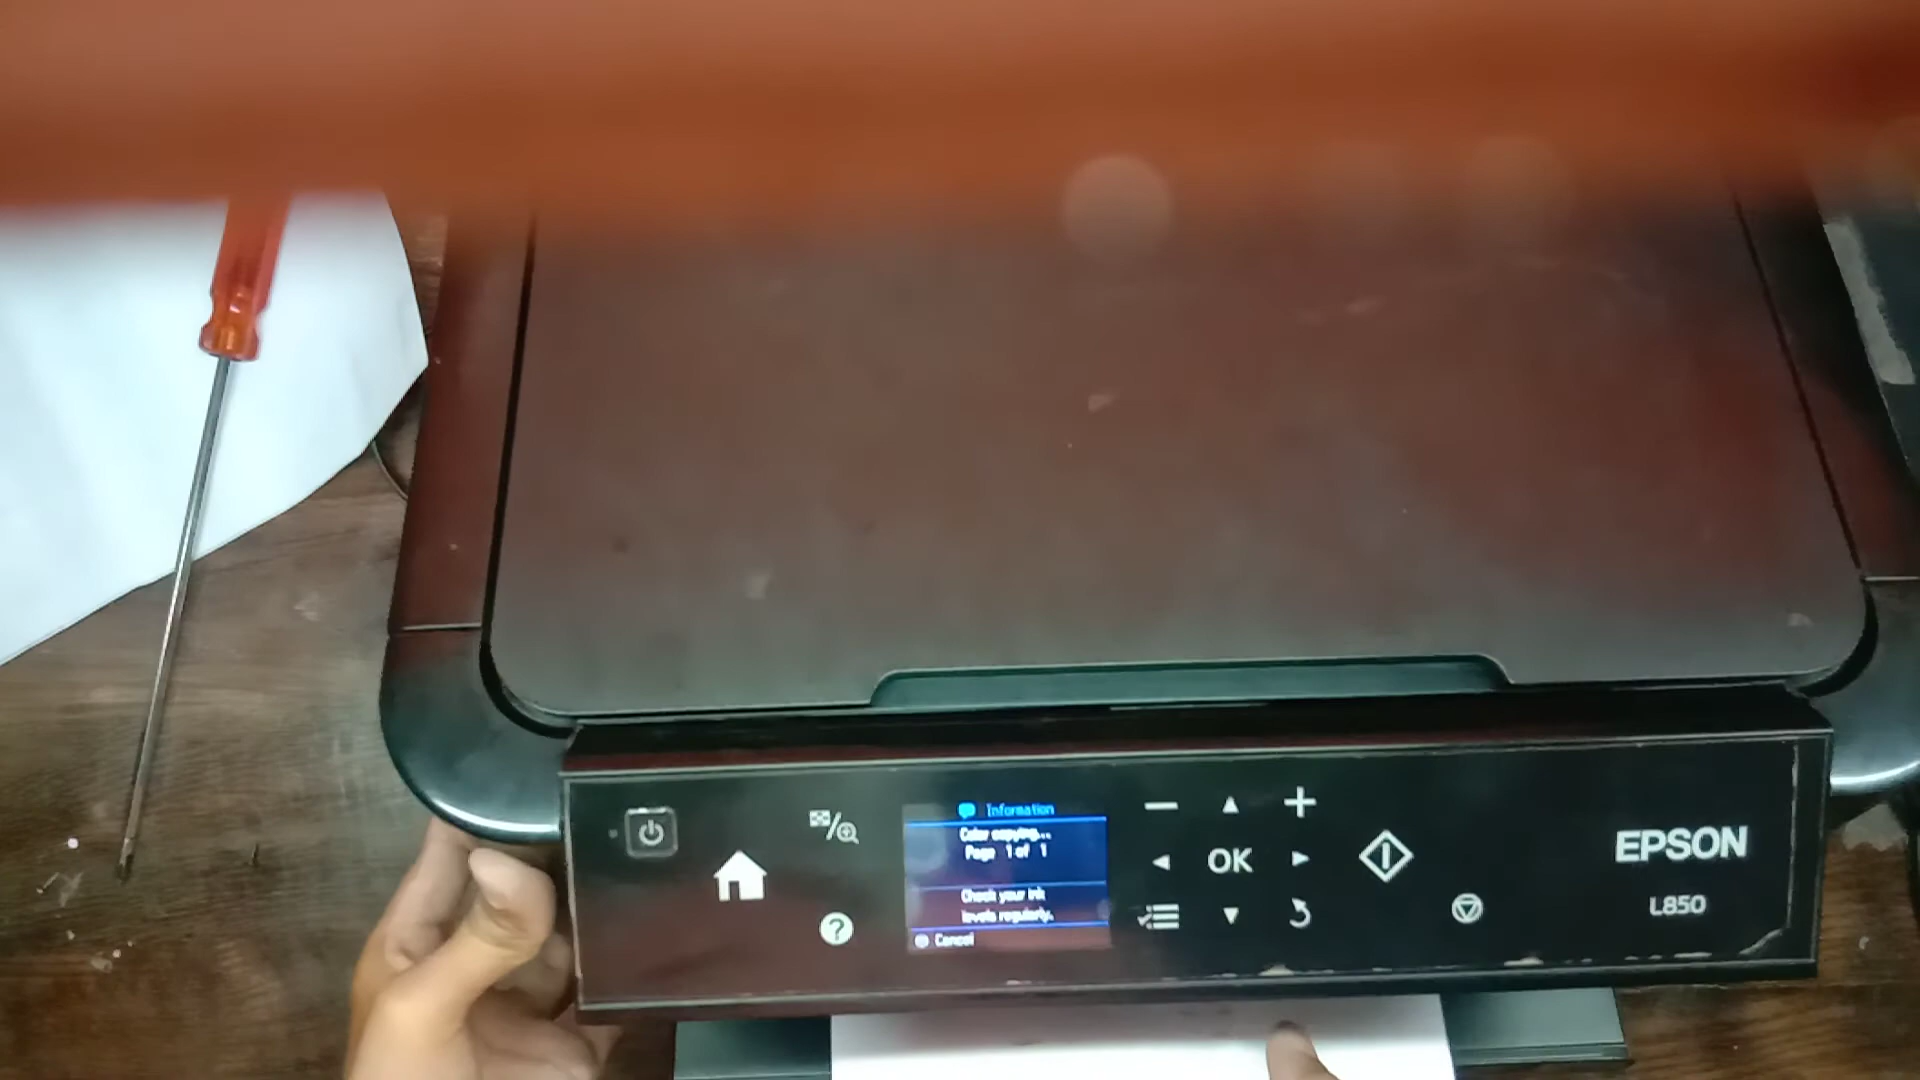 Information
Color copying...
Page 1 of 1
Check your ink
levels regularly.
Cancel
OK
EPSON
L850